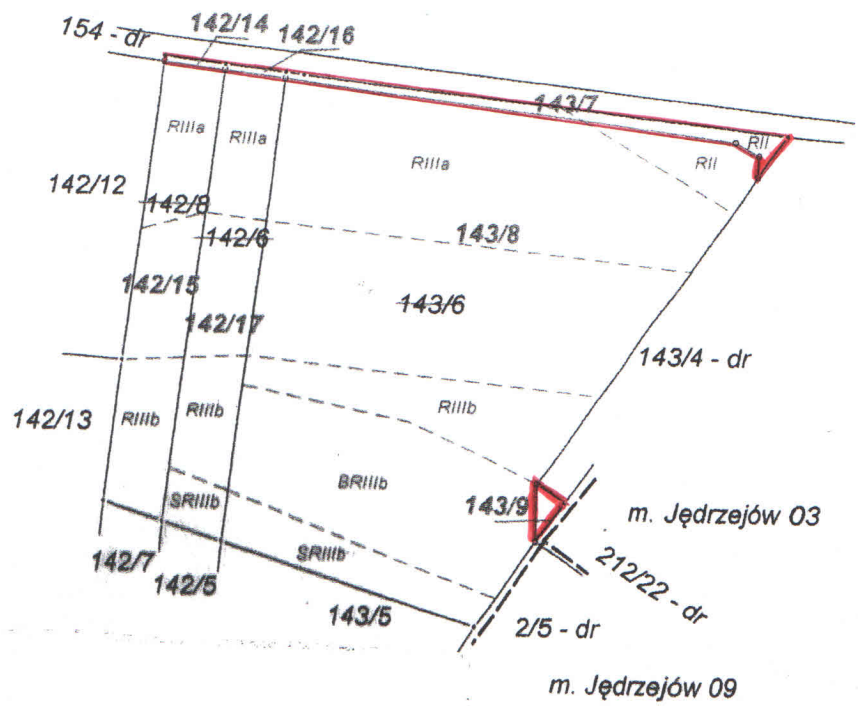 154 - dr
142/14
142/16
143/7
RIIIa
RIIIa
RIIIa
RII
RII
142/12
142/8
142/6
143/8
142/15
143/6
142/17
143/4 - dr
142/13
RIIIb
RIIIb
RIIIb
SRIIIb
BRIIIb
143/9
m. Jędrzejów 03
SRIIIb
142/7
142/5
143/5
212/22 - dr
2/5 - dr
m. Jędrzejów 09